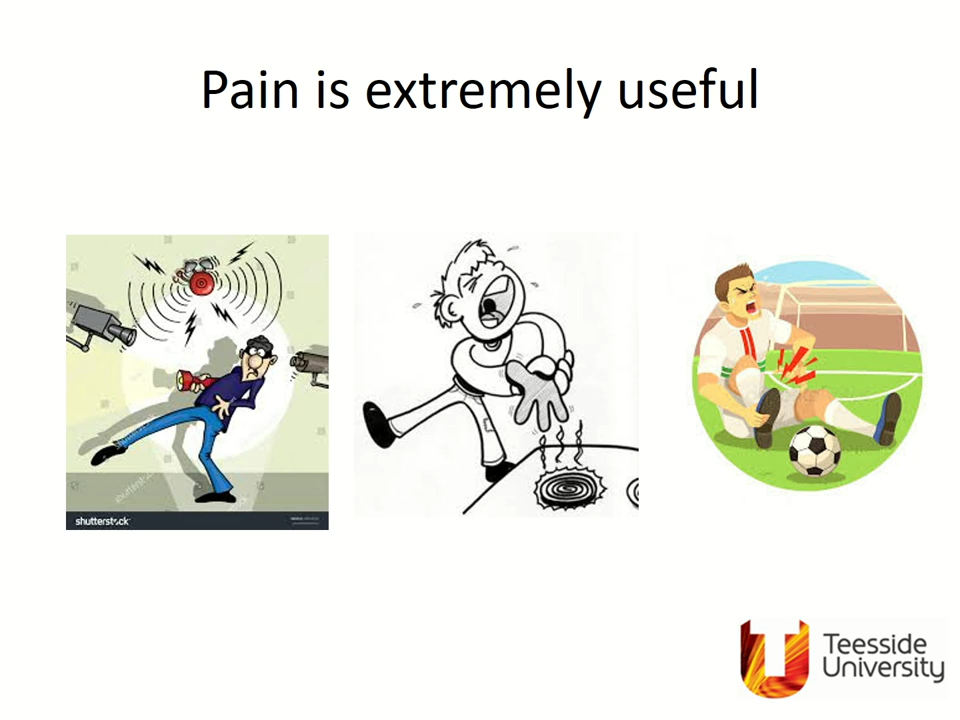 Pain is extremely useful
shutterstock
Teesside
University